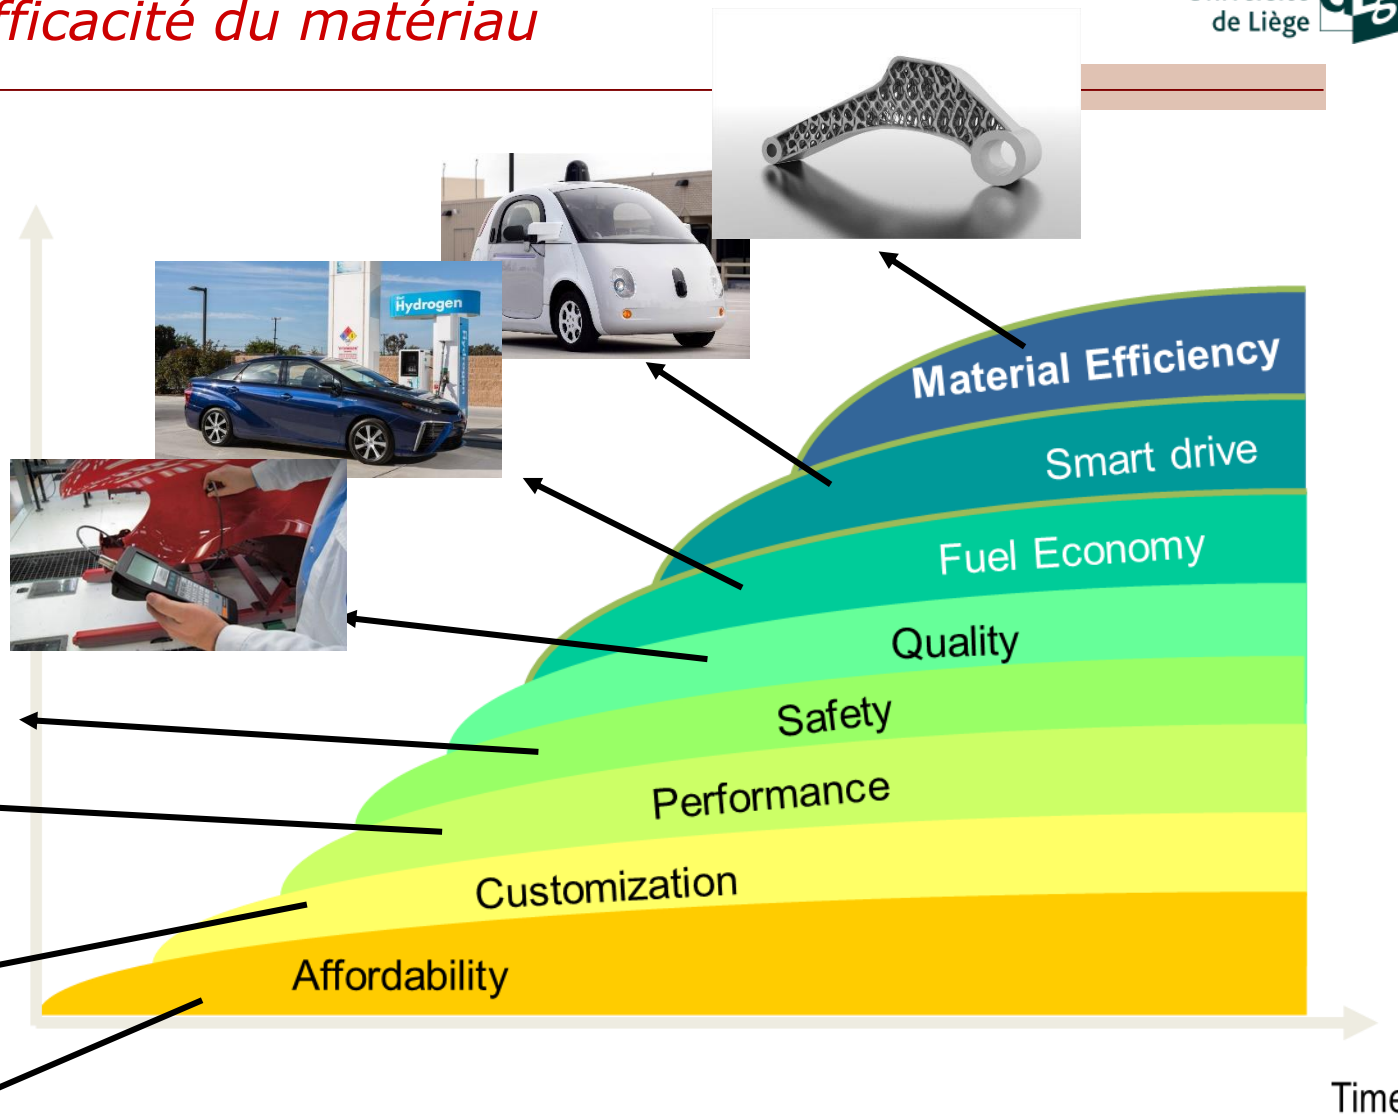 fficacité du matériau
de Liège
Hydrogen
Material Efficiency
Smart drive
Fuel Economy
Quality
Safety
Performance
Customization
Affordability
Time